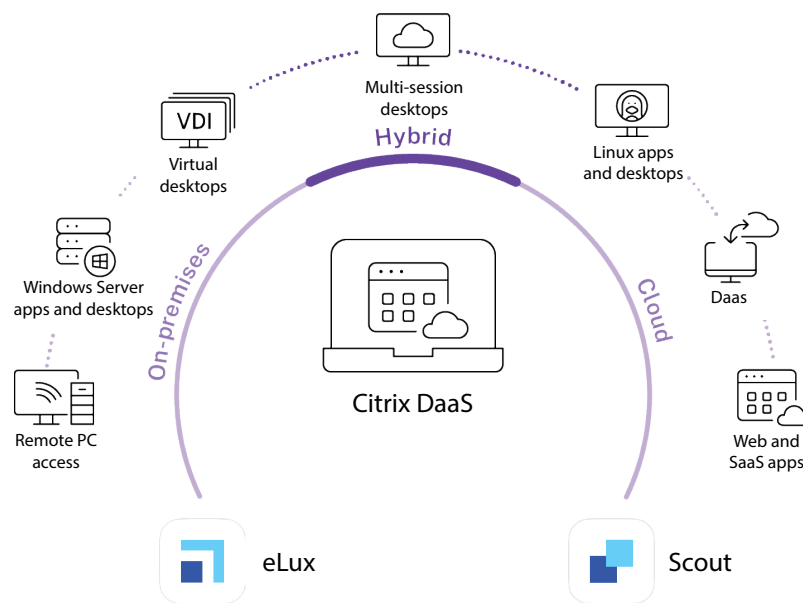 Multi-session
desktops
VDI
Virtual
desktops
Hybrid
Linux apps
and desktops
Windows Server
apps and desktops
On-premises
Cloud
Daas
Citrix DaaS
Remote PC
access
Web and
SaaS apps
eLux
Scout